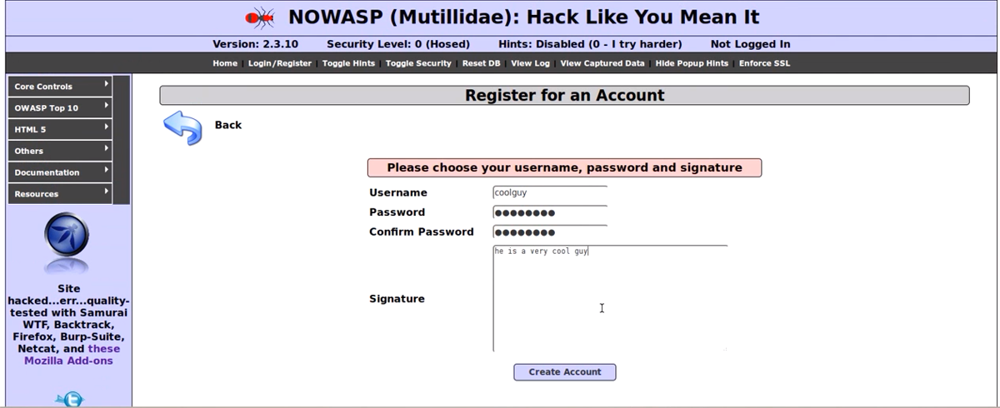 NOWASP (Mutillidae): Hack Like You Mean It
Version: 2.3.10 Security Level: 0 (Hosed) Hints: Disabled (0 - I try harder) Not Logged In
Home | Login/Register | Toggle Hints | Toggle Security | Reset DB | View Log | View Captured Data | Hide Popup Hints | Enforce SSL
Core Controls
OWASP Top 10
HTML 5
Others
Documentation
Resources
Site
hacked...err...quality-
tested with Samurai
WTF, Backtrack,
Firefox, Burp-Suite,
Netcat, and these
Mozilla Add-ons
Register for an Account
Back
Please choose your username, password and signature
Username coolguy
Password ●●●●●●●●
Confirm Password ●●●●●●●●
Signature he is a very cool guy
Create Account